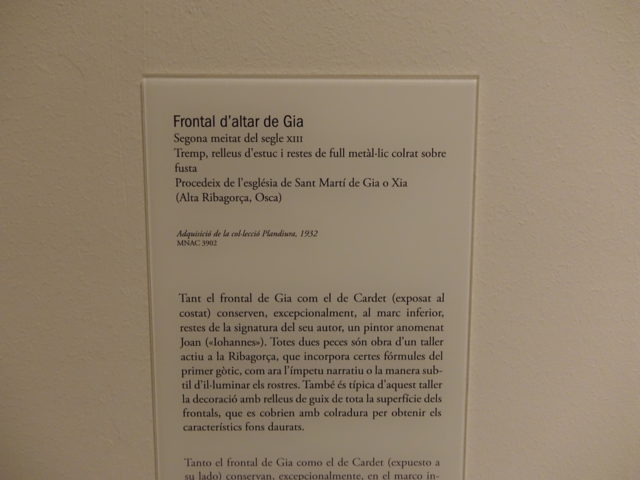 Frontal d'altar de Gia
Segona meitat del segle XIII
Tremp, relleus d'estuc i restes de full metàl·lic colrat sobre
fusta
Procedeix de l'església de Sant Martí de Gia o Xia
(Alta Ribagorça, Osca)
Adquisició de la col·lecció Plandiura, 1932
MNAC 3902
Tant el frontal de Gia com el de Cardet (exposat al
costat) conserven, excepcionalment, al marc inferior,
restes de la signatura del seu autor, un pintor anomenat
Joan («Iohannes»). Totes dues peces són obra d'un taller
actiu a la Ribagorça, que incorpora certes fórmules del
primer gòtic, com ara l'ímpetu narratiu o la manera sub-
til d'il·luminar els rostres. També és típica d'aquest taller
la decoració amb relleus de guix de tota la superfície dels
frontals, que es cobrien amb colradura per obtenir els
característics fons daurats.
Tanto el frontal de Gia como el de Cardet (expuesto a
su lado) conservan, excepcionalmente, en el marco in-